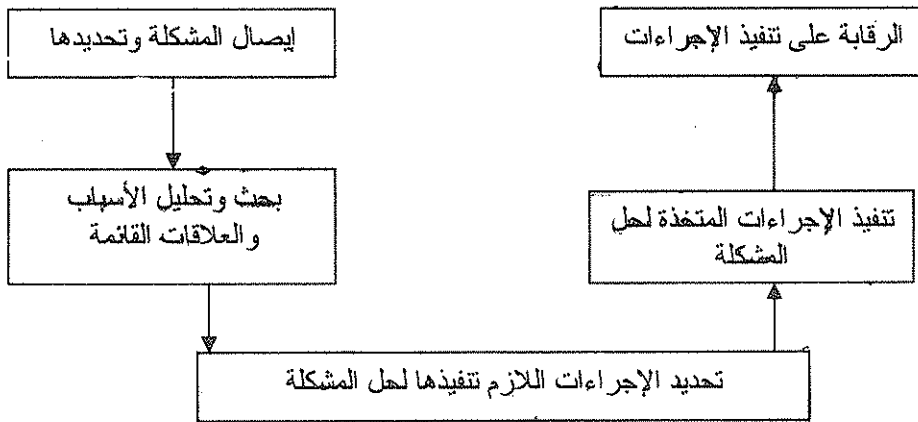 إيصال المشكلة وتحديدها
بحث وتحليل الأسباب
والعلاقات القائمة
تحديد الإجراءات اللازم تنفيذها لحل المشكلة
تنفيذ الإجراءات المتخذة لحل
المشكلة
الرقابة على تنفيذ الإجراءات